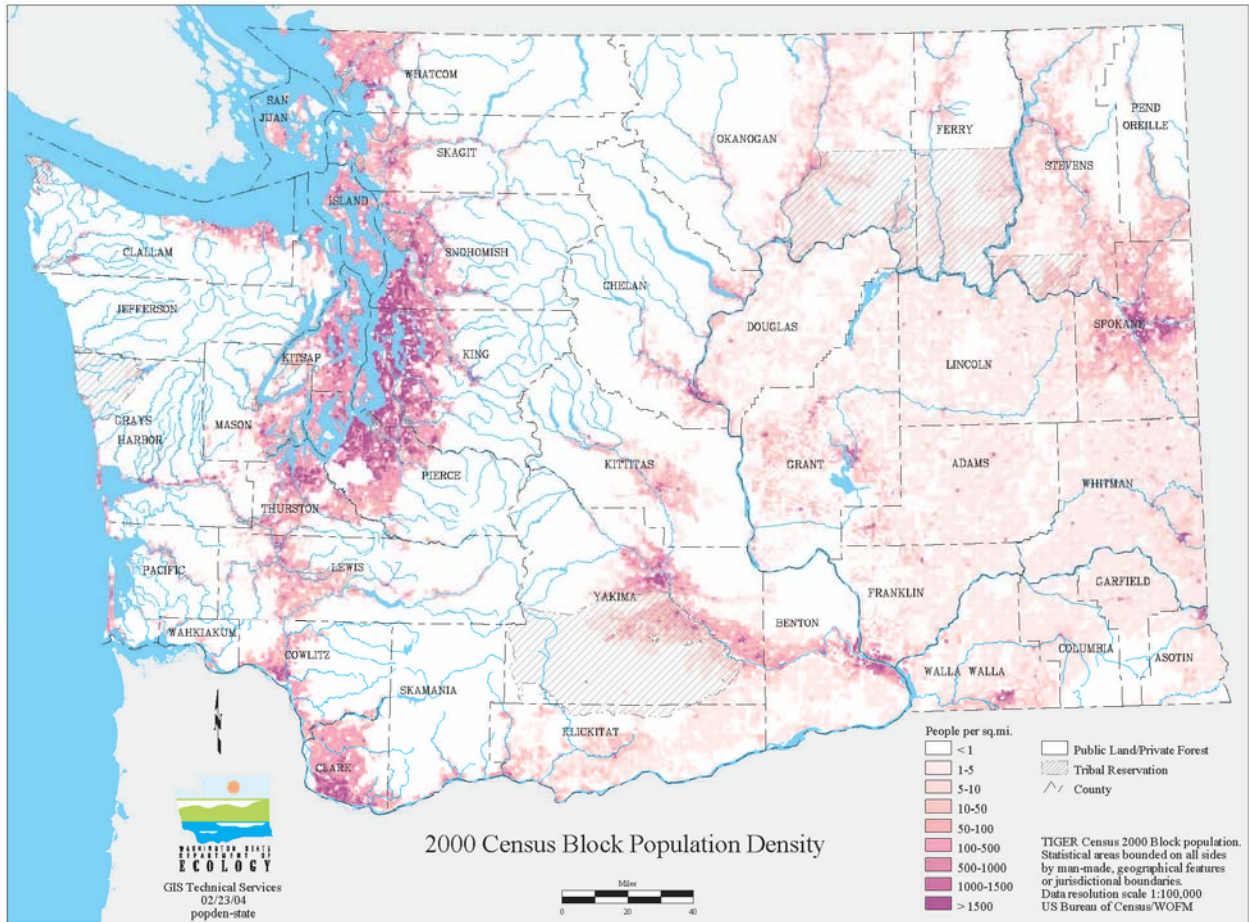 WHATCOM
SAN
JUAN
SKAGIT
OKANOGAN
FERRY
PEND
OREILLE
STEVENS
ISLAND
CLALLAM
SNOHOMISH
JEFFERSON
CHELAN
DOUGLAS
SPOKANE
KITSAP
KING
LINCOLN
GRAYS
HARBOR
MASON
KITTITAS
GRANT
ADAMS
PIERCE
WHITMAN
THURSTON
PACIFIC
LEWIS
YAKIMA
FRANKLIN
GARFIELD
BENTON
WAHKIAKUM
COWLITZ
SKAMANIA
WALLA WALLA
COLUMBIA
ASOTIN
KLICKITAT
CLARK
N
WASHINGTON STATE
DEPARTMENT OF
ECOLOGY
GIS Technical Services
02/23/04
popden-state
2000 Census Block Population Density
Miles
0 20 40
People per sq.mi.
< 1
1-5
5-10
10-50
50-100
100-500
500-1000
1000-1500
> 1500
Public Land/Private Forest
Tribal Reservation
County
TIGER Census 2000 Block population.
Statistical areas bounded on all sides
by man-made, geographical features
or jurisdictional boundaries.
Data resolution scale 1:100,000
US Bureau of Census/WOFM